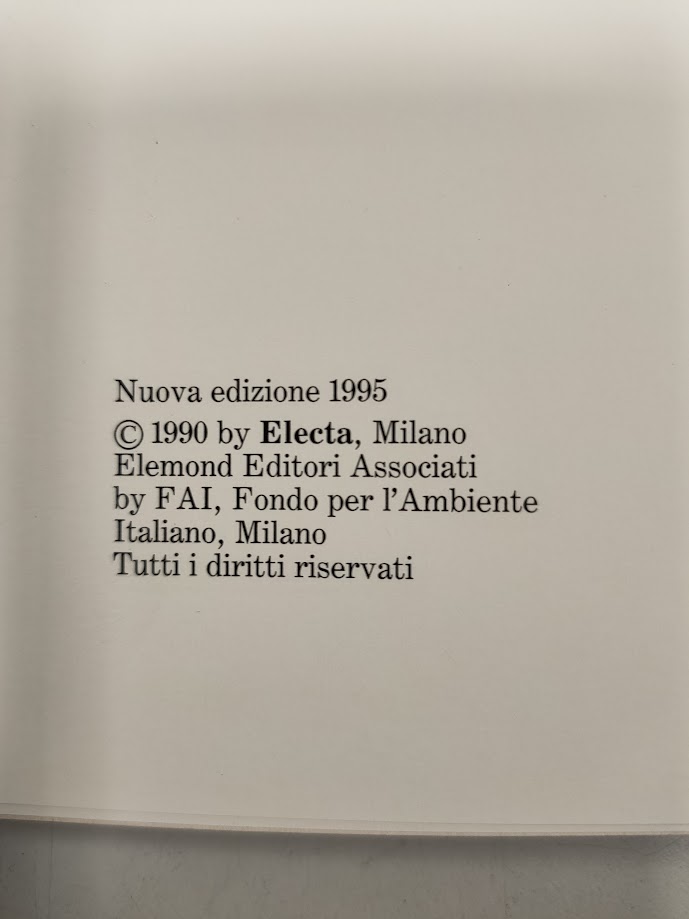 Nuova edizione 1995
© 1990 by Electa, Milano
Elemond Editori Associati
by FAI, Fondo per l'Ambiente
Italiano, Milano
Tutti i diritti riservati